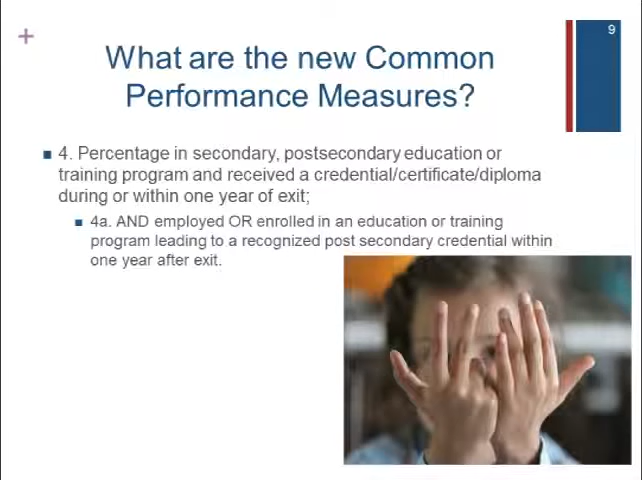 9
+
What are the new Common
Performance Measures?
4. Percentage in secondary, postsecondary education or
training program and received a credential/certificate/diploma
during or within one year of exit;
4a. AND employed OR enrolled in an education or training
program leading to a recognized post secondary credential within
one year after exit.